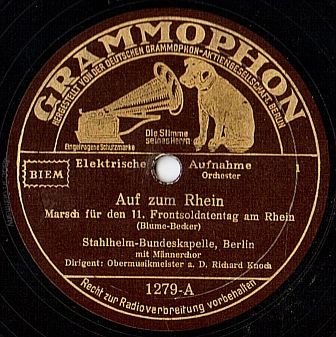 GRAMMOPHON
HERGESTELLT VON DER DEUTSCHEN GRAMMOPHON-AKTIENGESELLSCHAFT, BERLIN
Die Stimme
seines Herrn
Eingetragene Schutzmarke
BIEM
Elektrische Aufnahme
Orchester
1
Auf zum Rhein
Marsch für den 11. Frontsoldatentag am Rhein
(Blume-Becker)
Stahlhelm-Bundeskapelle, Berlin
mit Männerchor
Dirigent: Obermusikmeister a. D. Richard Knoch
1279-A
Recht zur Radioverbreitung vorbehalten